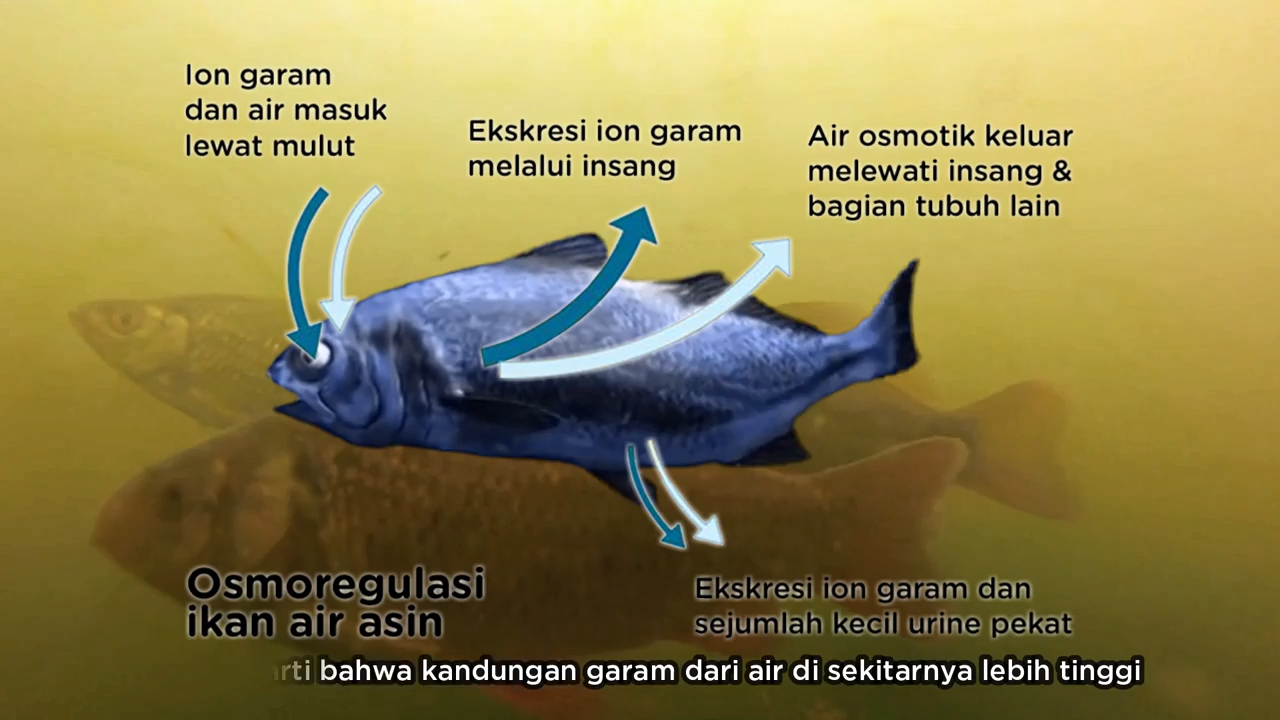 Ion garam
dan air masuk
lewat mulut
Ekskresi ion garam
melalui insang
Air osmotik keluar
melewati insang &
bagian tubuh lain
Osmoregulasi
ikan air asin
Ekskresi ion garam dan
sejumlah kecil urine pekat
bahwa kandungan garam dari air di sekitarnya lebih tinggi